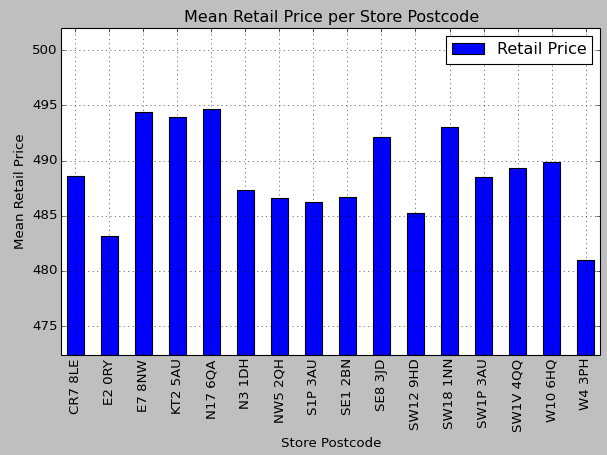 Mean Retail Price per Store Postcode
Retail Price
500
495
490
485
480
475
Mean Retail Price
CR7 8LE
E2 0RY
E7 8NW
KT2 5AU
N17 6QA
N3 1DH
NW5 2QH
S1P 3AU
SE1 2BN
SE8 3JD
SW12 9HD
SW18 1NN
SW1P 3AU
SW1V 4QQ
W10 6HQ
W4 3PH
Store Postcode